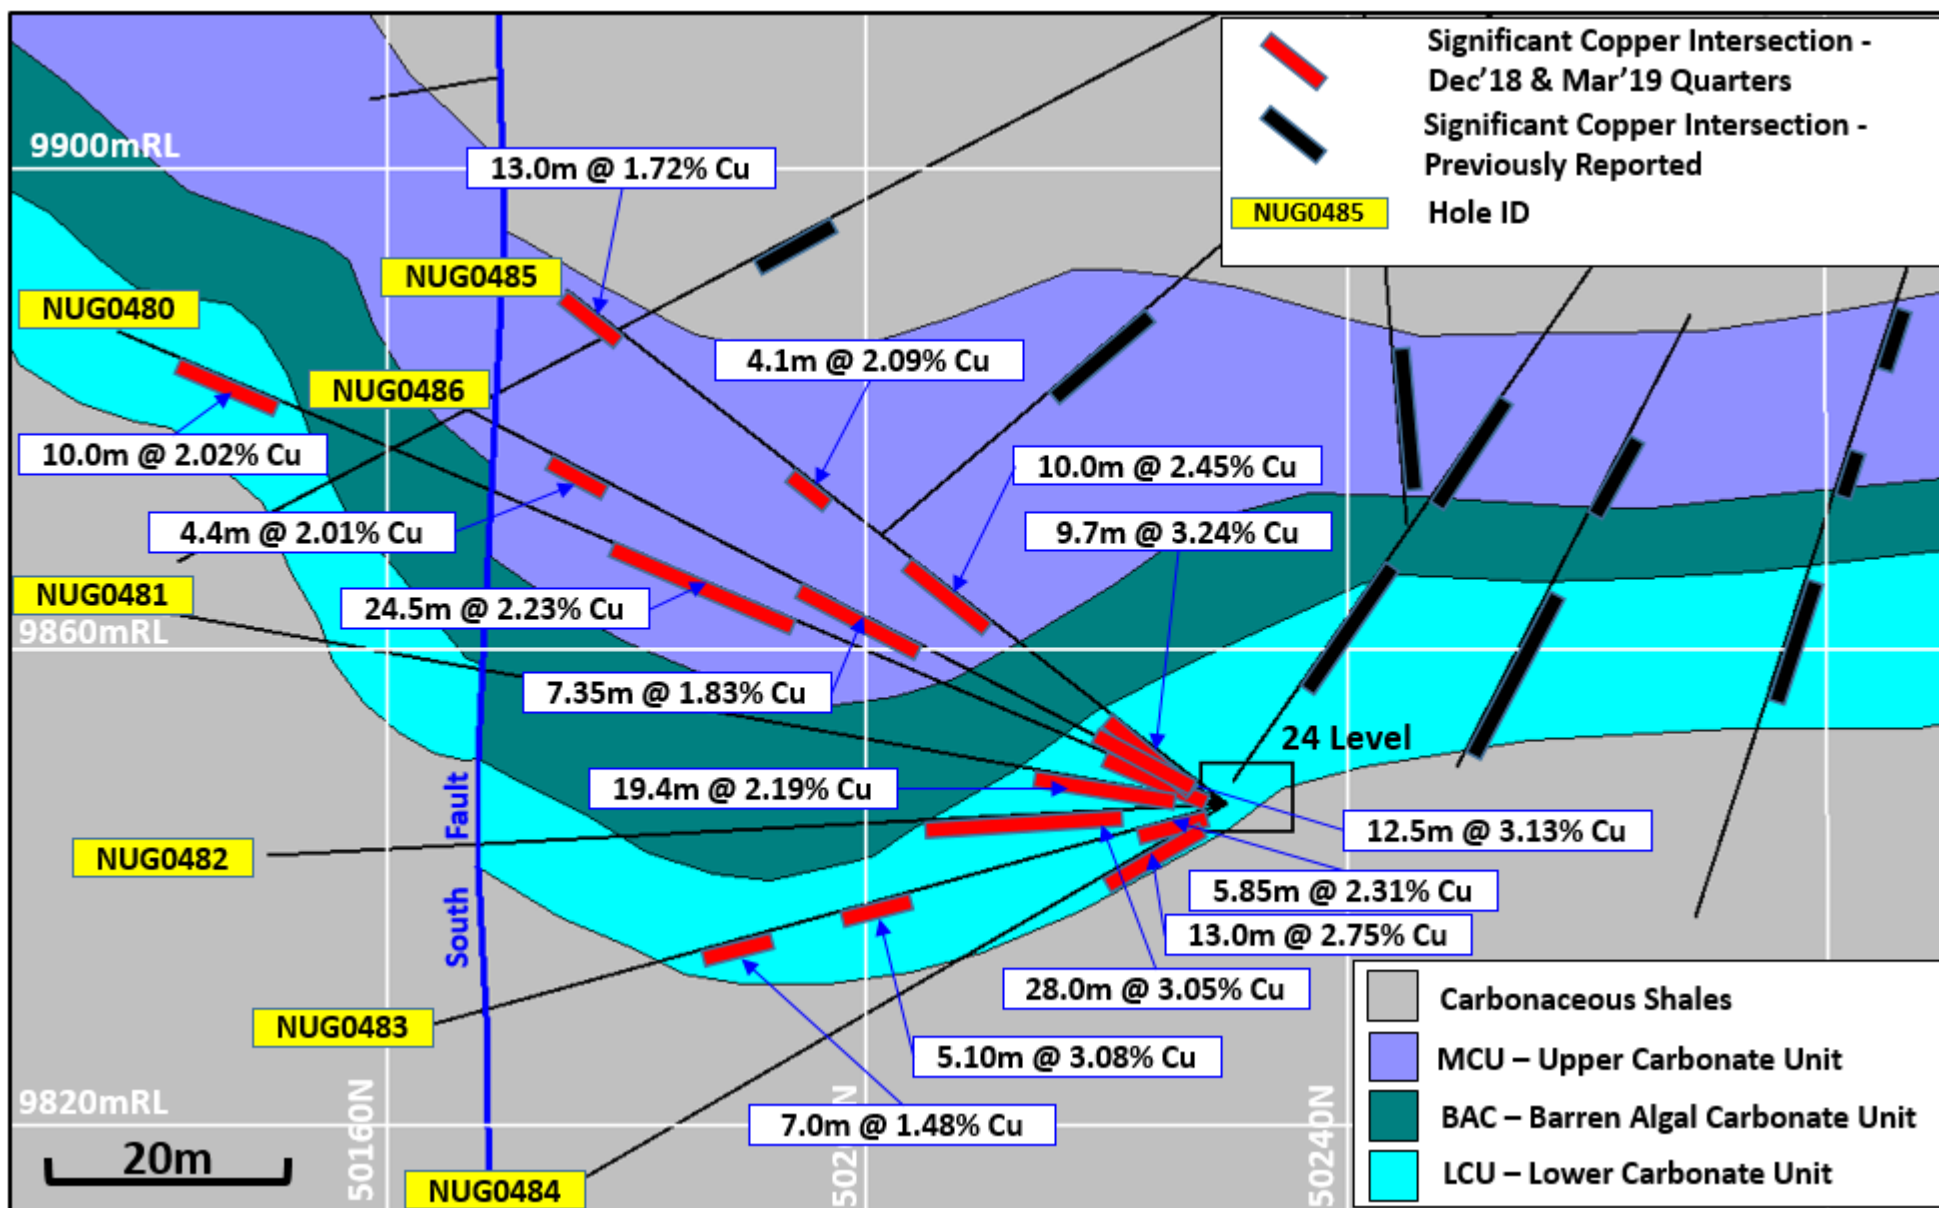 Significant Copper Intersection -
Dec'18 & Mar'19 Quarters
Significant Copper Intersection -
Previously Reported
NUG0485
Hole ID
9900mRL
13.0m @ 1.72% Cu
NUG0485
NUG0480
4.1m @ 2.09% Cu
NUG0486
10.0m @ 2.02% Cu
10.0m @ 2.45% Cu
4.4m @ 2.01% Cu
9.7m @ 3.24% Cu
NUG0481
24.5m @ 2.23% Cu
9860mRL
7.35m @ 1.83% Cu
24 Level
19.4m @ 2.19% Cu
South Fault
12.5m @ 3.13% Cu
NUG0482
5.85m @ 2.31% Cu
13.0m @ 2.75% Cu
28.0m @ 3.05% Cu
NUG0483
5.10m @ 3.08% Cu
9820mRL
7.0m @ 1.48% Cu
20m
50160N
50240N
NUG0484
Carbonaceous Shales
MCU – Upper Carbonate Unit
BAC – Barren Algal Carbonate Unit
LCU – Lower Carbonate Unit